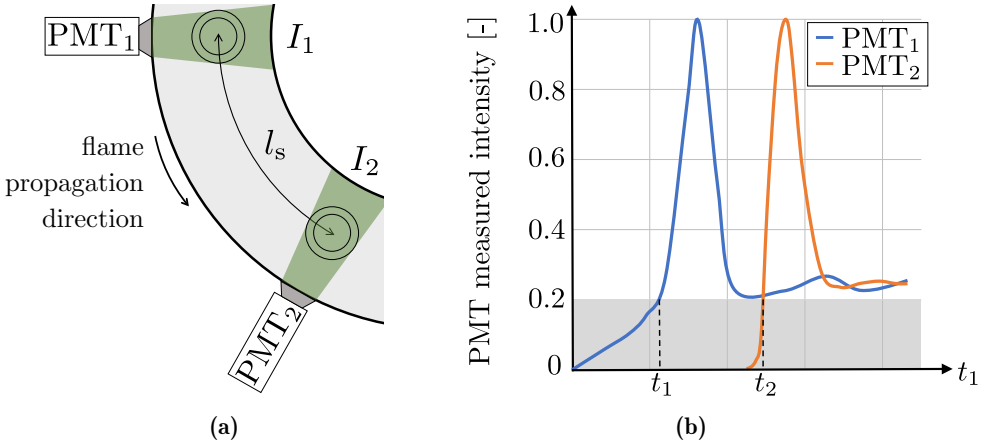 PMT₁
I₁
lₛ
I₂
flame
propagation
direction
PMT₂
(a)
PMT measured intensity [-]
1.0
0.8
0.6
0.4
0.2
0
PMT₁
PMT₂
t₁
t₂
t₁
(b)